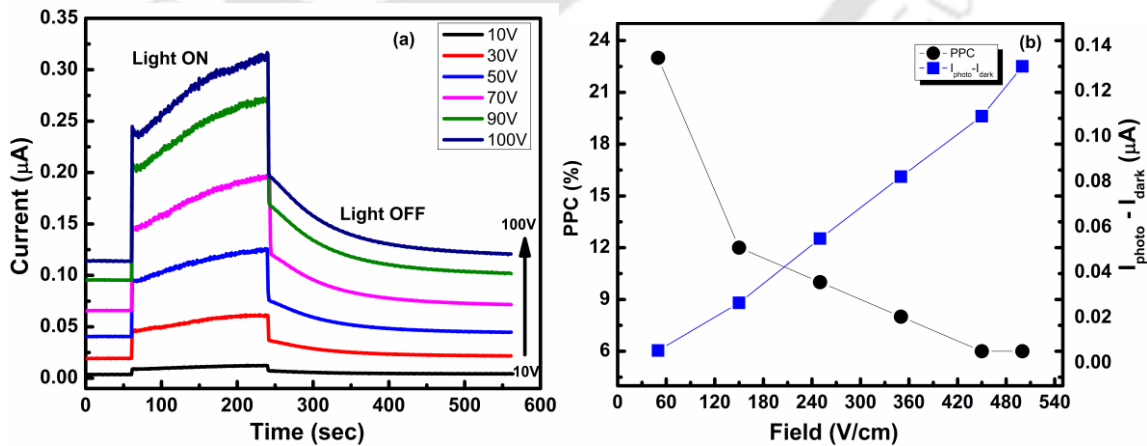 (a)
Light ON
Light OFF
100V
10V
10V
30V
50V
70V
90V
100V
0.35
0.30
0.25
0.20
0.15
0.10
0.05
0.00
Current (μA)
0 100 200 300 400 500 600
Time (sec)
(b)
PPC
I photo -I dark
24
21
18
15
12
9
6
PPC (%)
0.14
0.12
0.10
0.08
0.06
0.04
0.02
0.00
I photo - I dark (μA)
0 60 120 180 240 300 360 420 480 540
Field (V/cm)